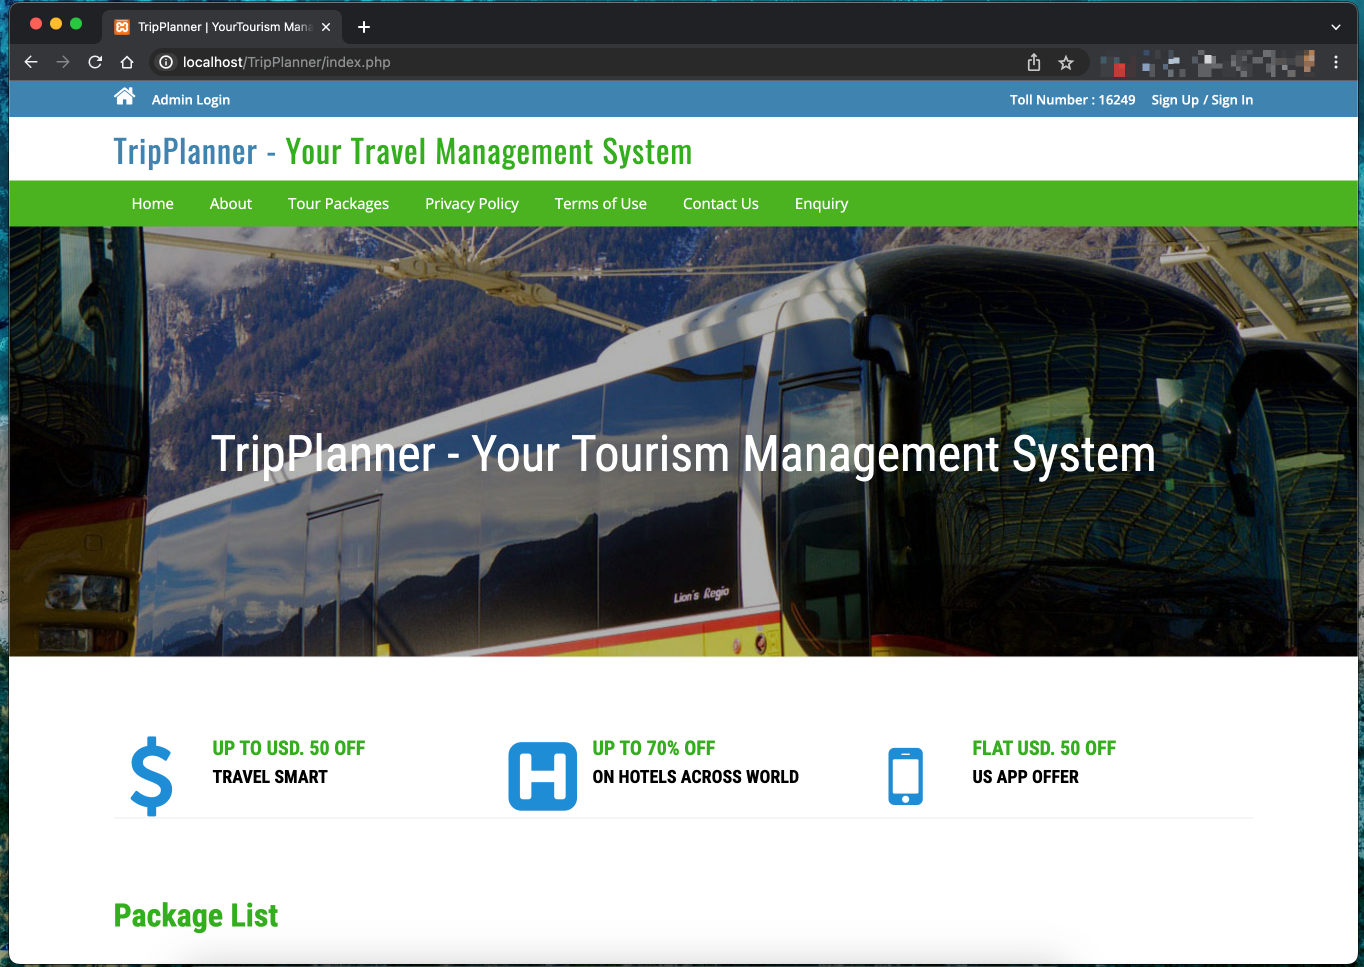 TripPlanner | YourTourism Mana
localhost/TripPlanner/index.php
Admin Login
Toll Number : 16249 Sign Up / Sign In
TripPlanner - Your Travel Management System
Home About Tour Packages Privacy Policy Terms of Use Contact Us Enquiry
TripPlanner - Your Tourism Management System
Lion's Regio
UP TO USD. 50 OFF
TRAVEL SMART
H
UP TO 70% OFF
ON HOTELS ACROSS WORLD
FLAT USD. 50 OFF
US APP OFFER
Package List